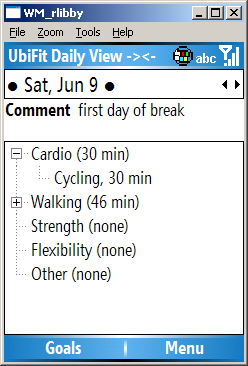 WM_rlibby
File Zoom Tools Help
UbiFit Daily View -><- abc
● Sat, Jun 9 ●
Comment first day of break
Cardio (30 min)
Cycling, 30 min
Walking (46 min)
Strength (none)
Flexibility (none)
Other (none)
Goals Menu